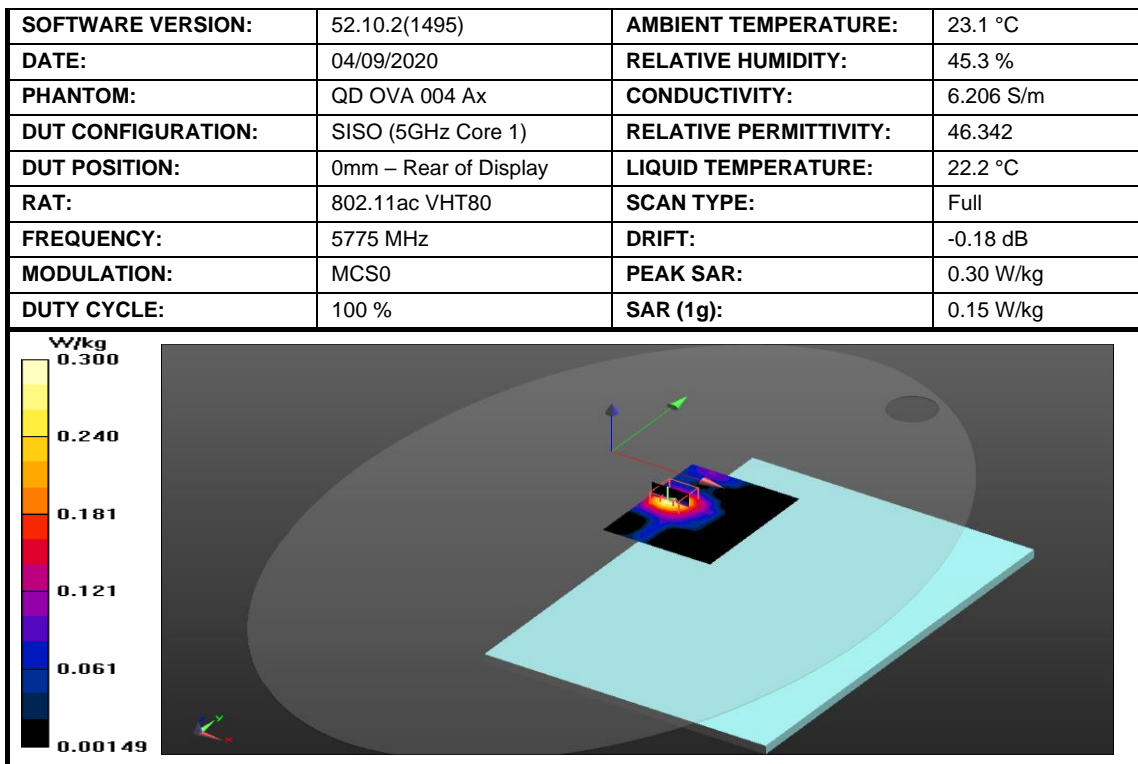 SOFTWARE VERSION: 52.10.2(1495) AMBIENT TEMPERATURE: 23.1 °C
DATE: 04/09/2020 RELATIVE HUMIDITY: 45.3 %
PHANTOM: QD OVA 004 Ax CONDUCTIVITY: 6.206 S/m
DUT CONFIGURATION: SISO (5GHz Core 1) RELATIVE PERMITTIVITY: 46.342
DUT POSITION: 0mm – Rear of Display LIQUID TEMPERATURE: 22.2 °C
RAT: 802.11ac VHT80 SCAN TYPE: Full
FREQUENCY: 5775 MHz DRIFT: -0.18 dB
MODULATION: MCS0 PEAK SAR: 0.30 W/kg
DUTY CYCLE: 100 % SAR (1g): 0.15 W/kg
W/kg
0.300
0.240
0.181
0.121
0.061
0.00149